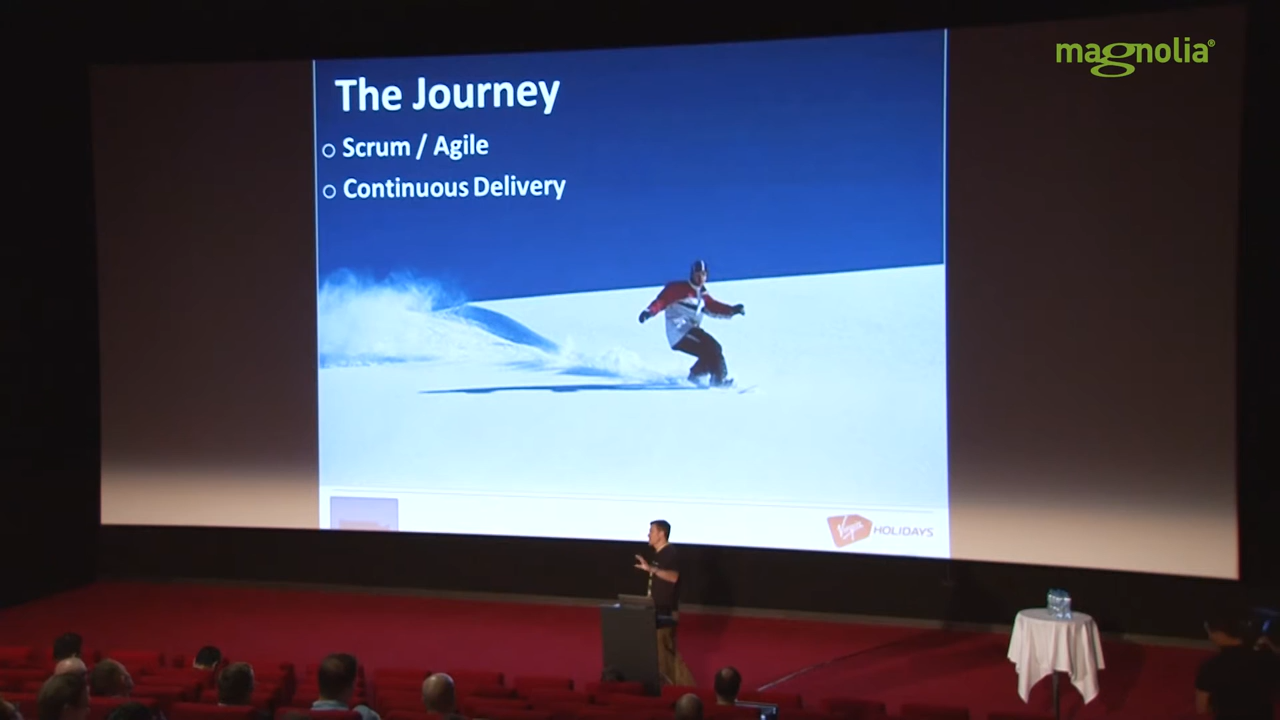 magnolia®
The Journey
Scrum / Agile
Continuous Delivery
Virgin HOLIDAYS